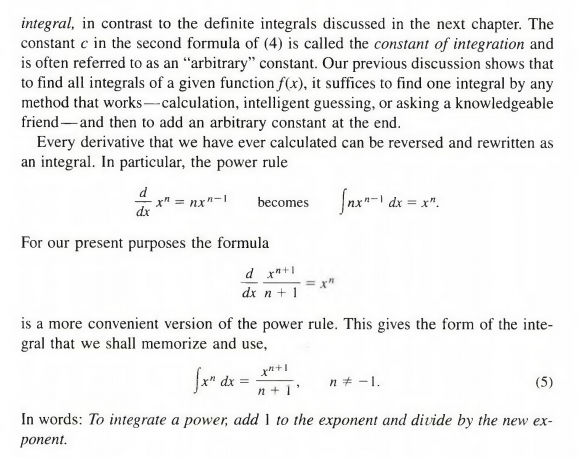 integral, in contrast to the definite integrals discussed in the next chapter. The
constant c in the second formula of (4) is called the constant of integration and
is often referred to as an “arbitrary” constant. Our previous discussion shows that
to find all integrals of a given function f(x), it suffices to find one integral by any
method that works—calculation, intelligent guessing, or asking a knowledgeable
friend—and then to add an arbitrary constant at the end.
Every derivative that we have ever calculated can be reversed and rewritten as
an integral. In particular, the power rule
d/dx xⁿ = nxⁿ⁻¹ becomes ∫nxⁿ⁻¹ dx = xⁿ.
For our present purposes the formula
d/dx xⁿ⁺¹/(n + 1) = xⁿ
is a more convenient version of the power rule. This gives the form of the inte-
gral that we shall memorize and use,
∫xⁿ dx = xⁿ⁺¹/(n + 1), n ≠ −1. (5)
In words: To integrate a power, add 1 to the exponent and divide by the new ex-
ponent.